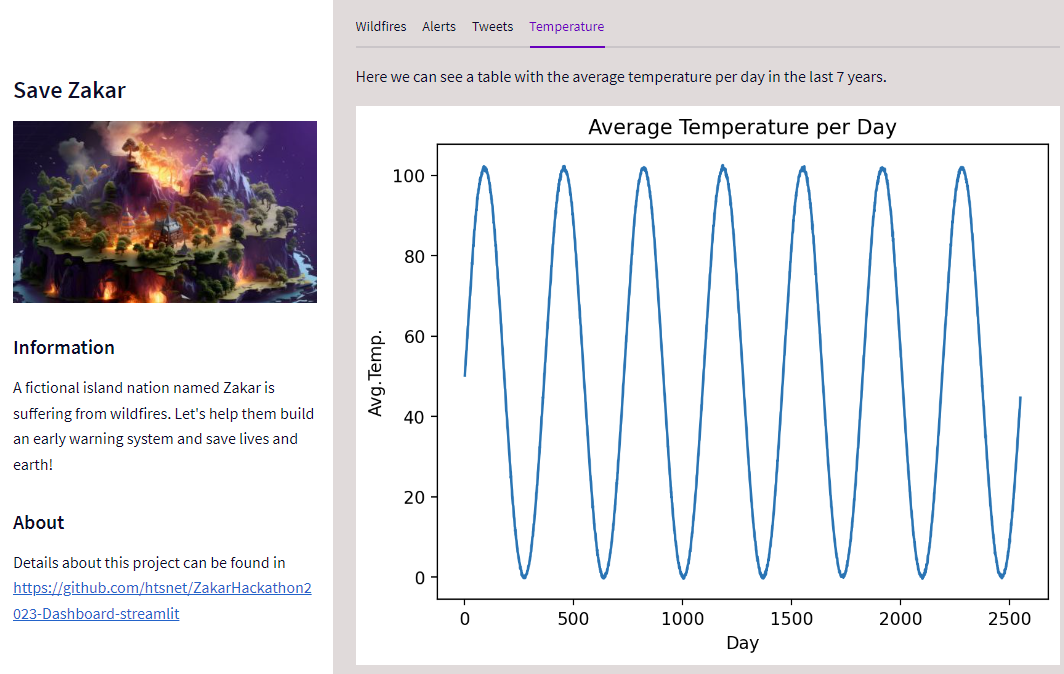 Save Zakar
Information
A fictional island nation named Zakar is
suffering from wildfires. Let's help them build
an early warning system and save lives and
earth!
About
Details about this project can be found in
https://github.com/htsnet/ZakarHackathon2
023-Dashboard-streamlit
Wildfires Alerts Tweets Temperature
Here we can see a table with the average temperature per day in the last 7 years.
Average Temperature per Day
Avg.Temp.
100
80
60
40
20
0
0 500 1000 1500 2000 2500
Day